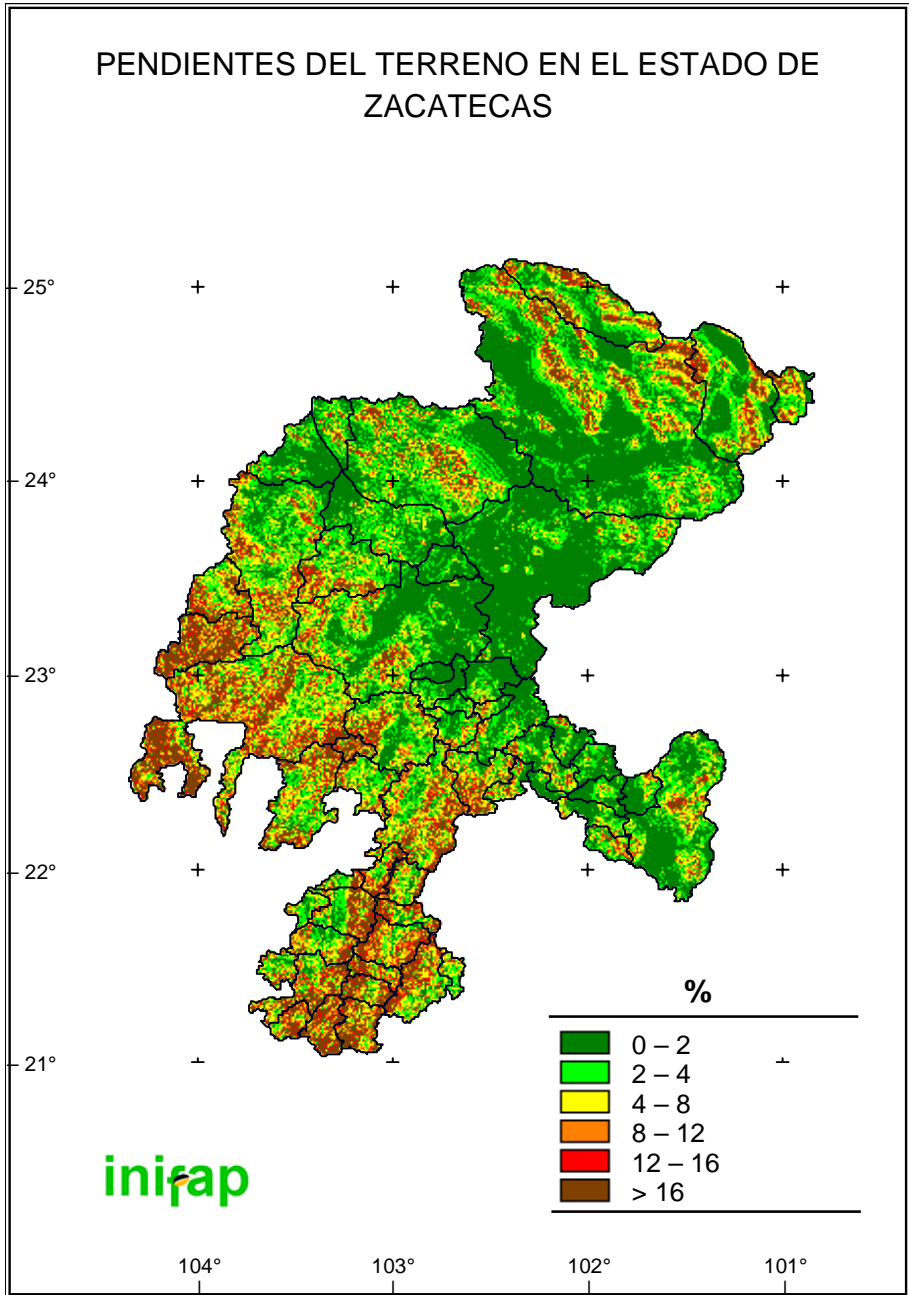 PENDIENTES DEL TERRENO EN EL ESTADO DE
ZACATECAS
25°
24°
23°
22°
21°
%
0 – 2
2 – 4
4 – 8
8 – 12
12 – 16
> 16
inifap
104°
103°
102°
101°